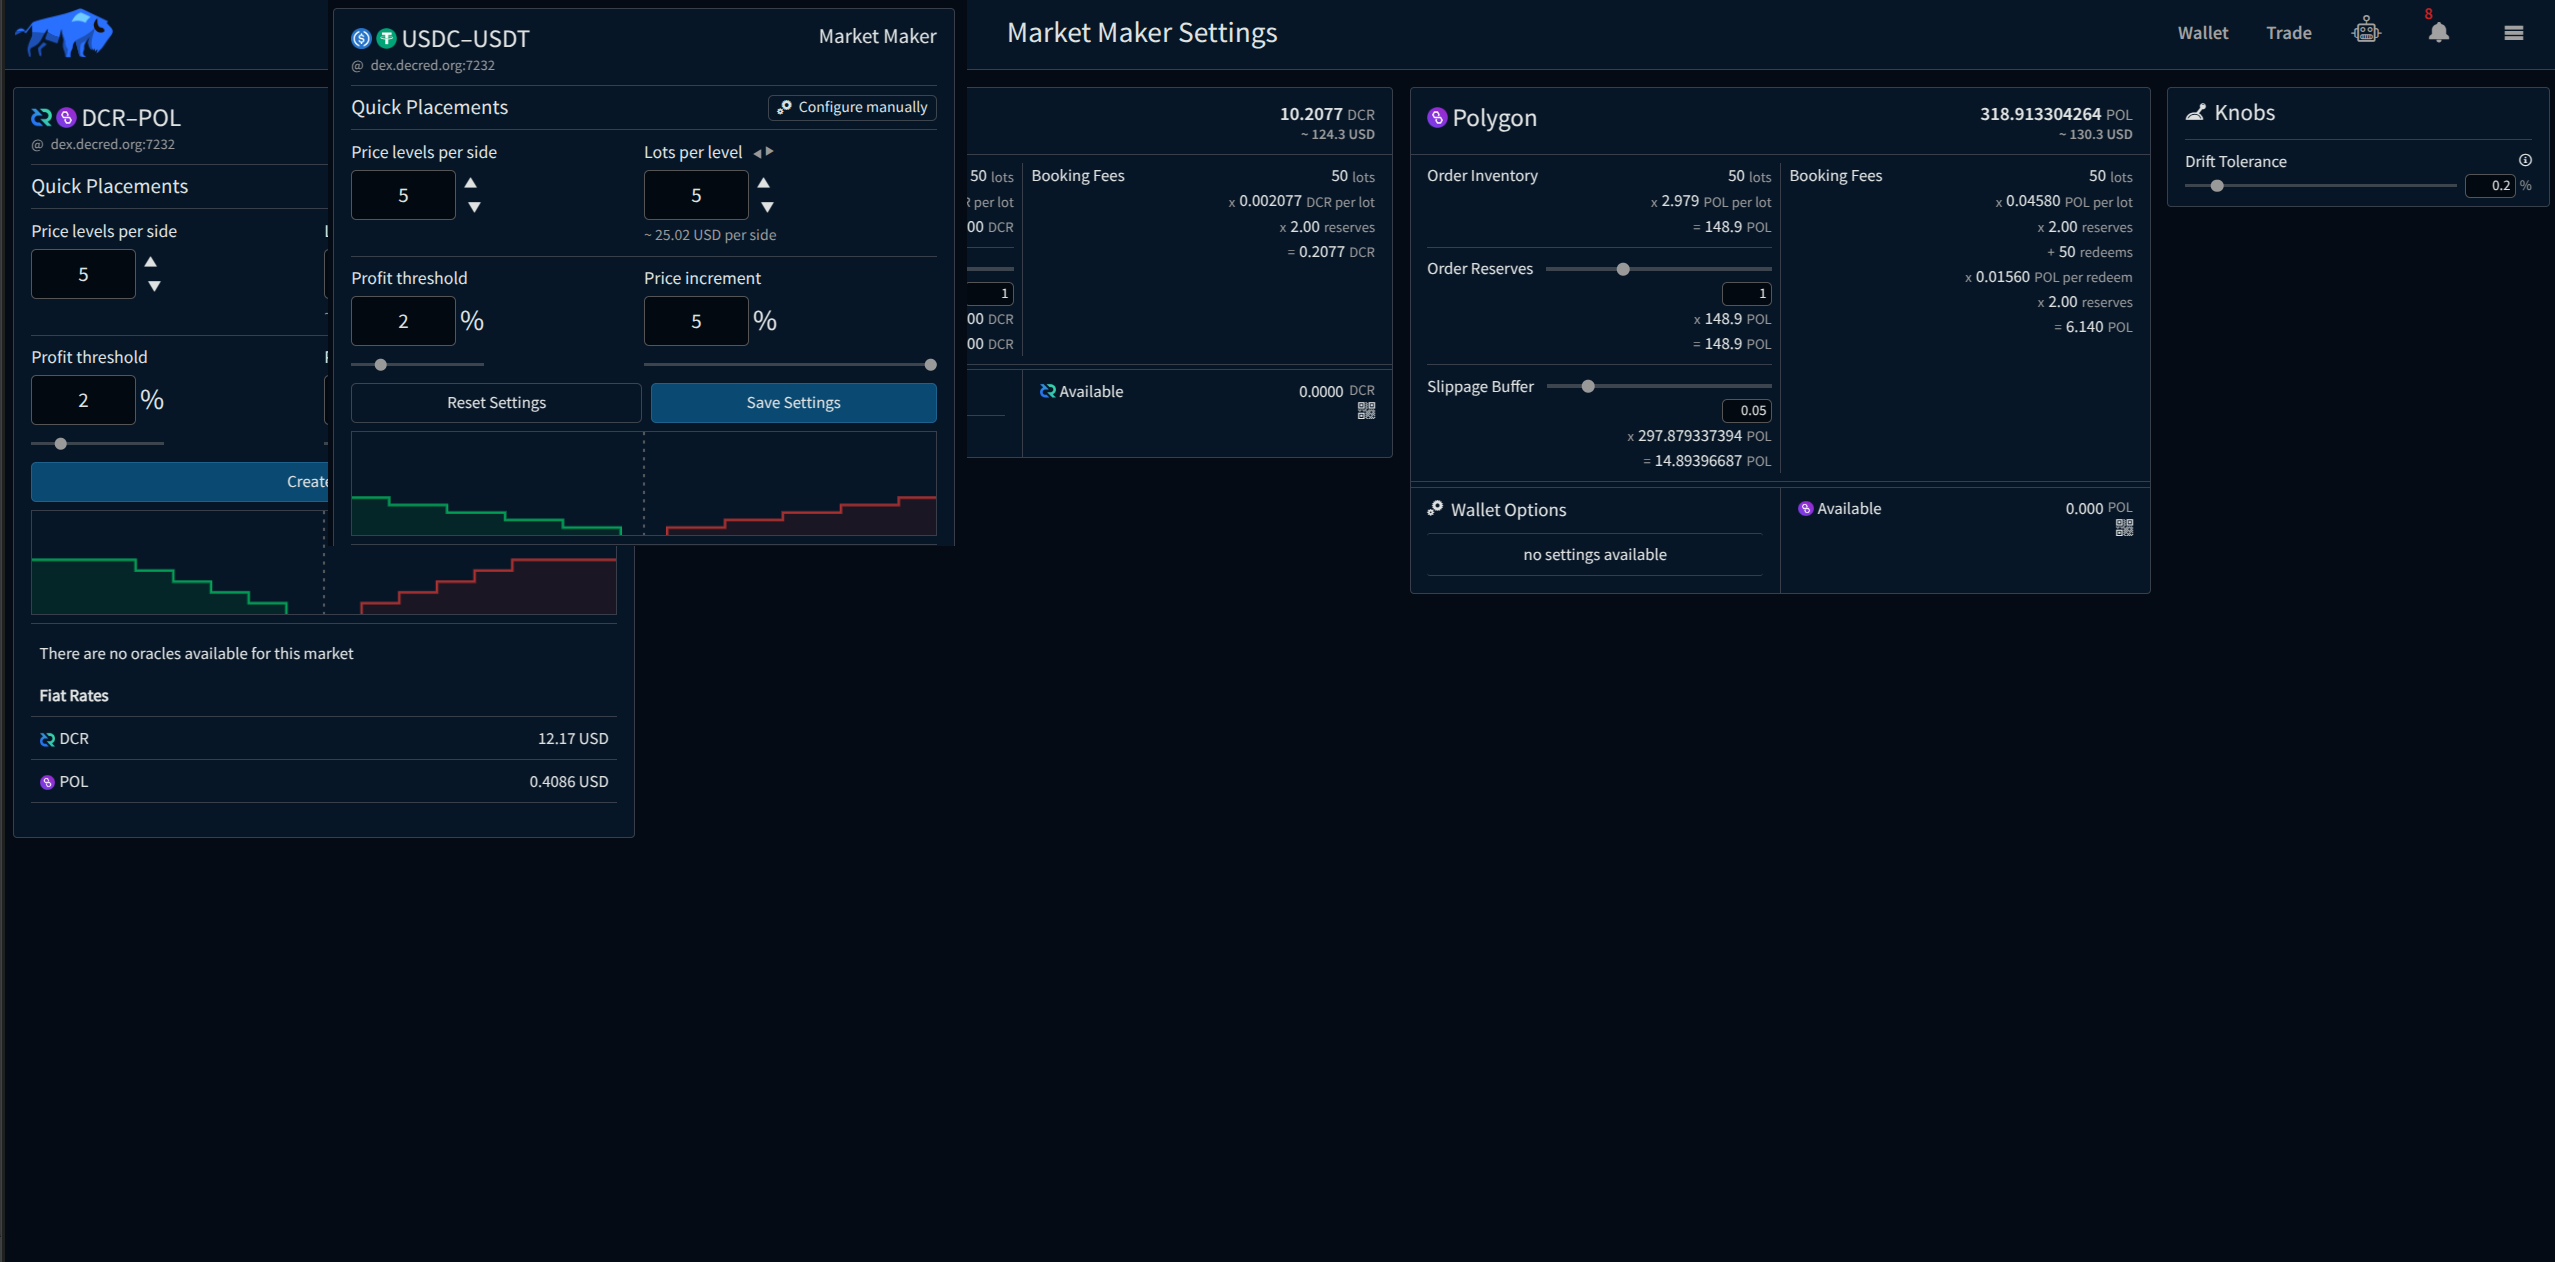 Market Maker Settings
Wallet
Trade
8
DCR–POL
@ dex.decred.org:7232
Quick Placements
Price levels per side
5
Profit threshold
2 %
Create
There are no oracles available for this market
Fiat Rates
DCR 12.17 USD
POL 0.4086 USD
USDC–USDT
Market Maker
@ dex.decred.org:7232
Quick Placements
Configure manually
Price levels per side
5
Lots per level
5
~ 25.02 USD per side
Profit threshold
2 %
Price increment
5 %
Reset Settings
Save Settings
10.2077 DCR
~ 124.3 USD
50 lots
per lot
00 DCR
1
00 DCR
00 DCR
Booking Fees
50 lots
x 0.002077 DCR per lot
x 2.00 reserves
= 0.2077 DCR
Available 0.0000 DCR
Polygon
318.913304264 POL
~ 130.3 USD
Order Inventory
50 lots
x 2.979 POL per lot
= 148.9 POL
Order Reserves
1
x 148.9 POL
= 148.9 POL
Slippage Buffer
0.05
x 297.879337394 POL
= 14.89396687 POL
Booking Fees
50 lots
x 0.04580 POL per lot
x 2.00 reserves
+ 50 redeems
x 0.01560 POL per redeem
x 2.00 reserves
= 6.140 POL
Wallet Options
no settings available
Available 0.000 POL
Knobs
Drift Tolerance
0.2 %